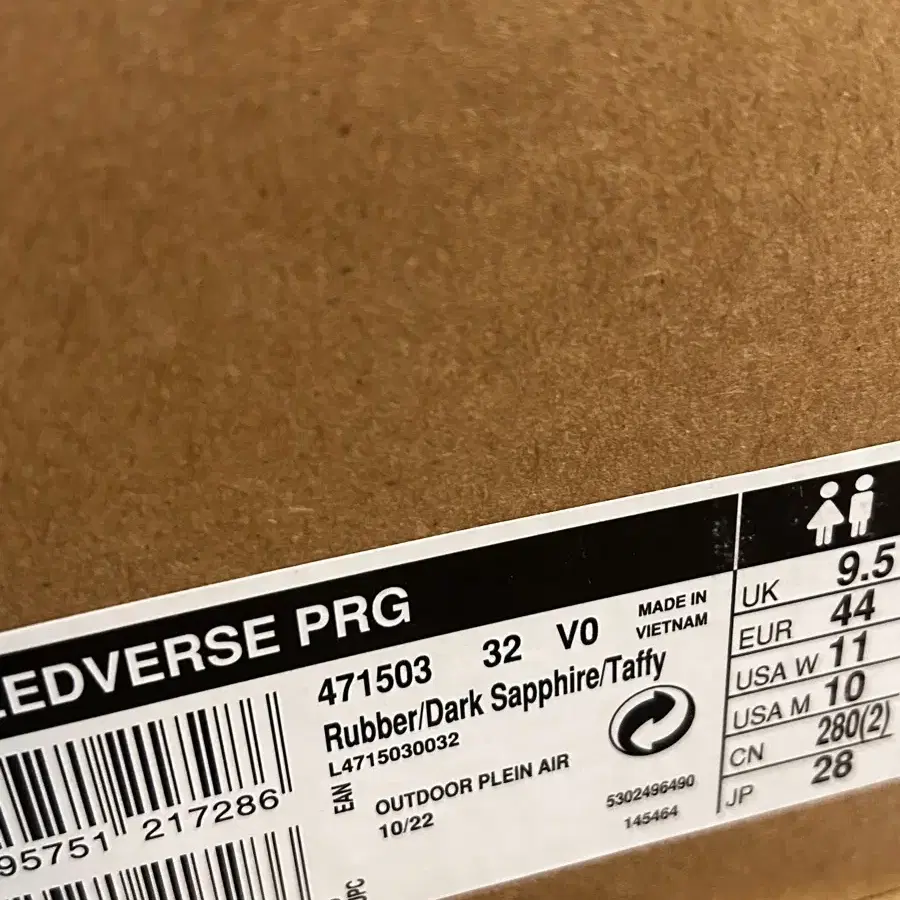 EDVERSE PRG
471503 32 V0
MADE IN
VIETNAM
Rubber/Dark Sapphire/Taffy
L4715030032
EAN
OUTDOOR PLEIN AIR
10/22
5302496490
145464
95751 217286
UPC
UK 9.5
EUR 44
USA W 11
USA M 10
CN 280(2)
JP 28